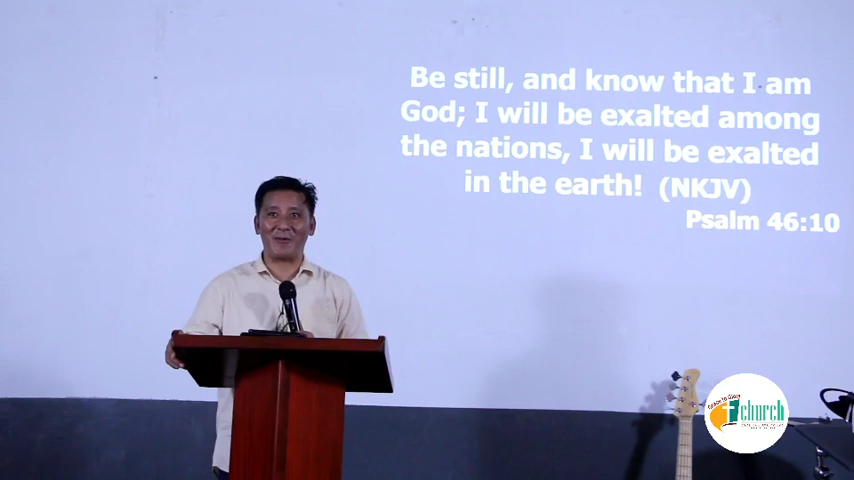 Be still, and know that I am
God; I will be exalted among
the nations, I will be exalted
in the earth! (NKJV)
Psalm 46:10
church